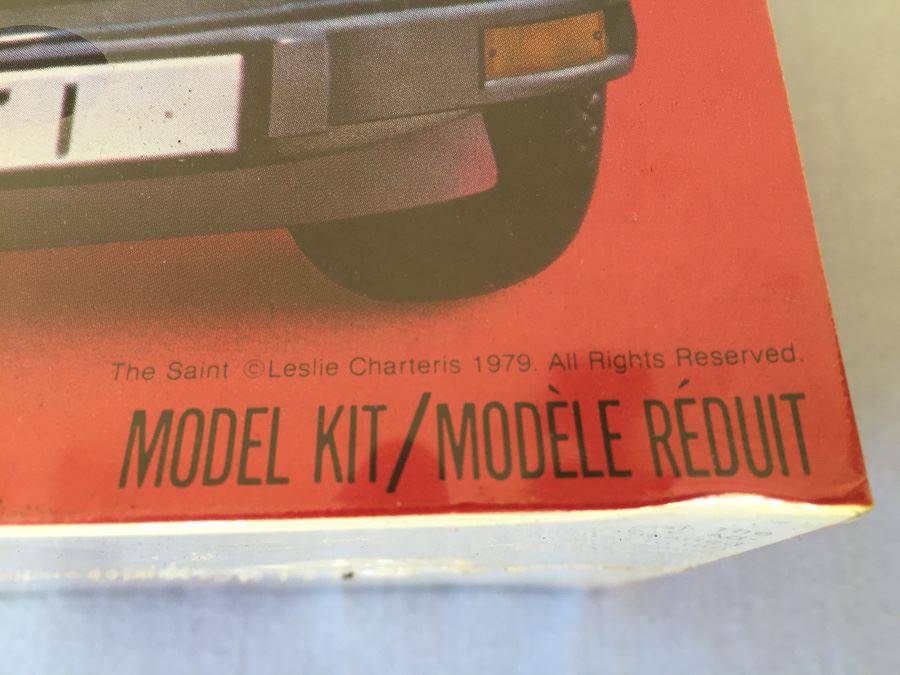 The Saint ©Leslie Charteris 1979. All Rights Reserved.
MODEL KIT/MODÈLE RÉDUIT